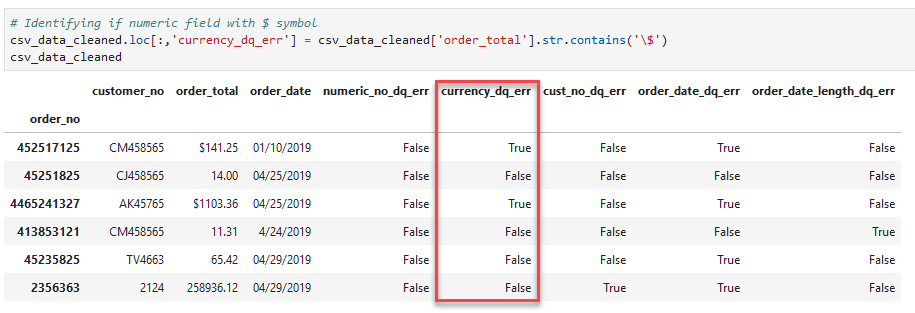 # Identifying if numeric field with $ symbol
csv_data_cleaned.loc[:,'currency_dq_err'] = csv_data_cleaned['order_total'].str.contains('\$')
csv_data_cleaned
customer_no order_total order_date numeric_no_dq_err currency_dq_err cust_no_dq_err order_date_dq_err order_date_length_dq_err
order_no
452517125 CM458565 $141.25 01/10/2019 False True False True False
45251825 CJ458565 14.00 04/25/2019 False False False False False
4465241327 AK45765 $1103.36 04/25/2019 False True False True False
413853121 CM458565 11.31 4/24/2019 False False False False True
45235825 TV4663 65.42 04/29/2019 False False False True False
2356363 2124 258936.12 04/29/2019 False False True True False